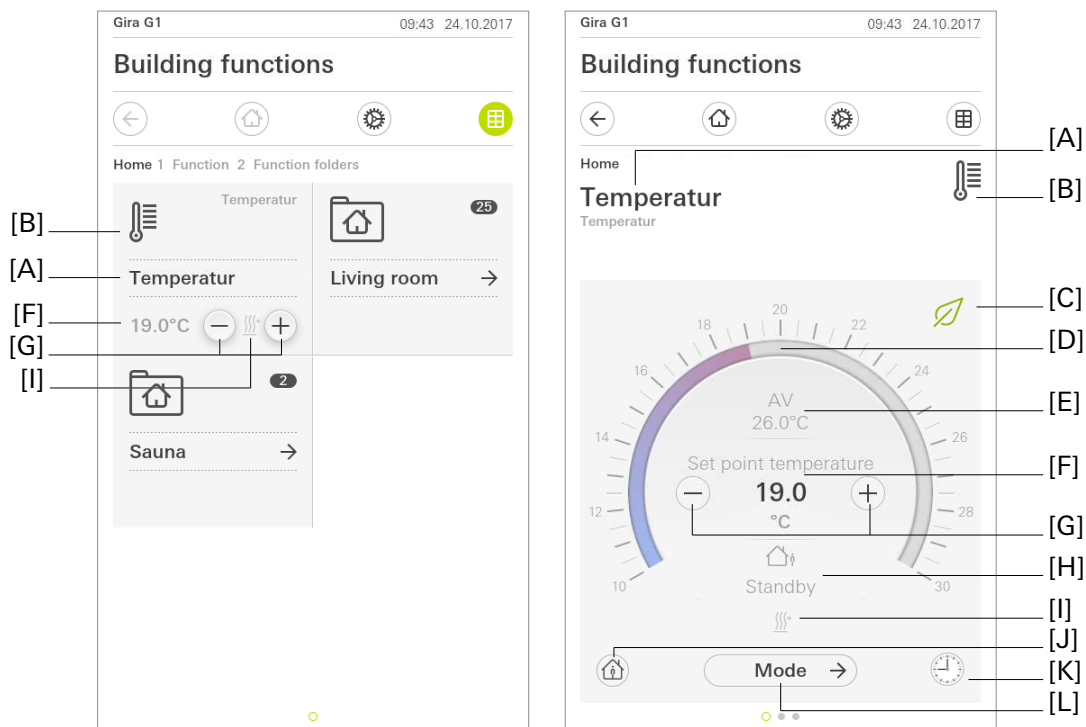 Gira G1 09:43 24.10.2017
Building functions
Home 1 Function 2 Function folders
Temperatur
[B]
[A]
Temperatur
[F]
19.0°C
[G]
[I]
25
Living room
2
Sauna
Gira G1 09:43 24.10.2017
Building functions
Home
Temperatur
Temperatur
[A]
[B]
[C]
[D]
[E]
[F]
[G]
[H]
[I]
[J]
[K]
[L]
10
12
14
16
18
20
22
24
26
28
30
AV
26.0°C
Set point temperature
19.0
°C
Standby
Mode